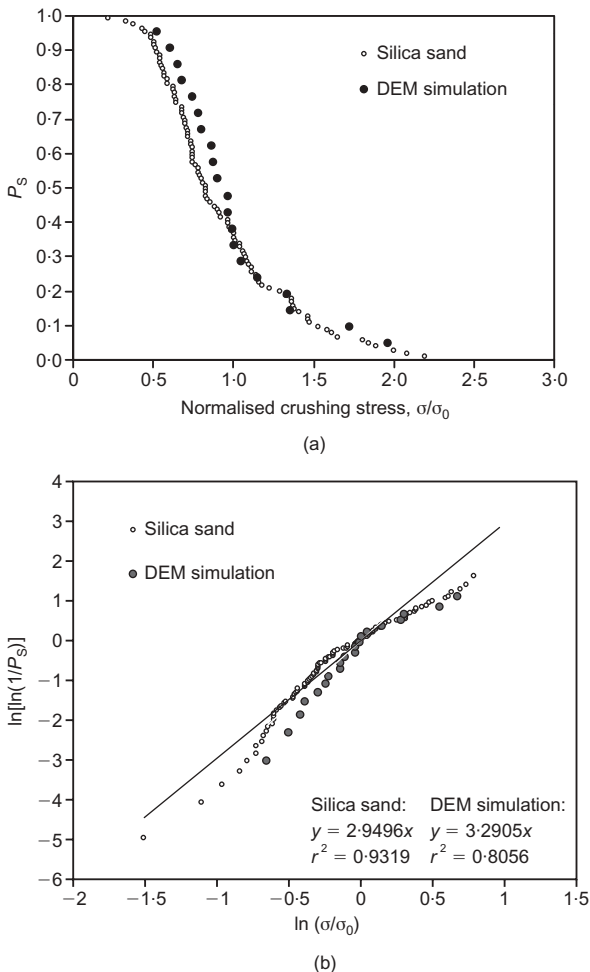 1·0
0·9
0·8
0·7
0·6
0·5
0·4
0·3
0·2
0·1
0·0
P_S
Silica sand
DEM simulation
0 0·5 1·0 1·5 2·0 2·5 3·0
Normalised crushing stress, σ/σ₀
(a)
4
3
2
1
0
−1
−2
−3
−4
−5
−6
ln[ln(1/P_S)]
Silica sand
DEM simulation
Silica sand: DEM simulation:
y = 2·9496x y = 3·2905x
r² = 0·9319 r² = 0·8056
−2 −1·5 −1 −0·5 0 0·5 1 1·5
ln (σ/σ₀)
(b)